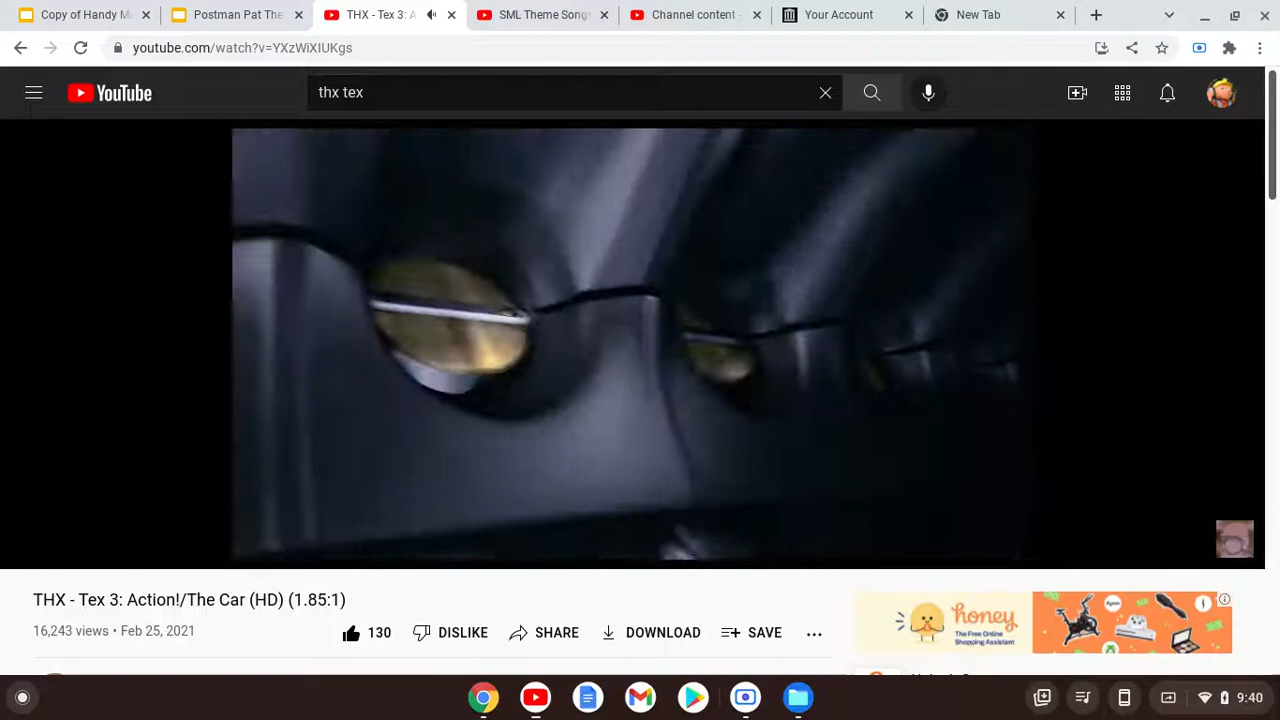 Copy of Handy Ma
Postman Pat The
THX - Tex 3: A
SML Theme Song
Channel content -
Your Account
New Tab
youtube.com/watch?v=YXzWiXIUKgs
YouTube
thx tex
THX - Tex 3: Action!/The Car (HD) (1.85:1)
16,243 views • Feb 25, 2021
130
DISLIKE
SHARE
DOWNLOAD
SAVE
honey
The Free Online
Shopping Assistant
9:40